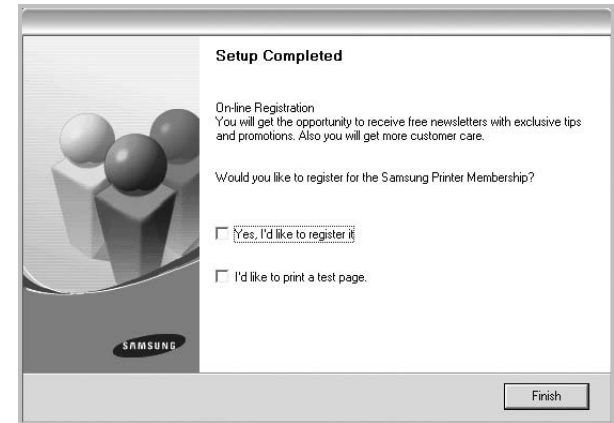 Setup Completed
On-line Registration
You will get the opportunity to receive free newsletters with exclusive tips
and promotions. Also you will get more customer care.
Would you like to register for the Samsung Printer Membership?
Yes, I'd like to register it
I'd like to print a test page.
SAMSUNG
Finish